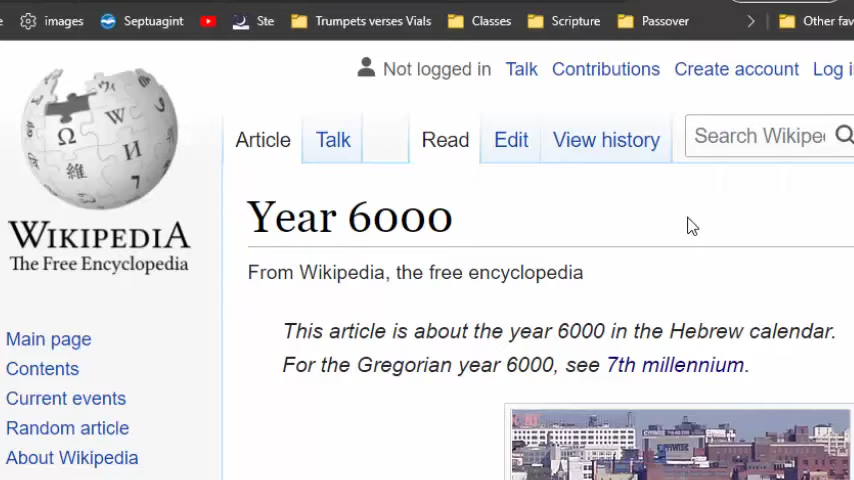 images Septuagint Ste Trumpets verses Vials Classes Scripture Passover Other fav
Not logged in Talk Contributions Create account Log i
Article Talk Read Edit View history Search Wikipe
WIKIPEDIA
The Free Encyclopedia
Year 6000
From Wikipedia, the free encyclopedia
This article is about the year 6000 in the Hebrew calendar.
For the Gregorian year 6000, see 7th millennium.
Main page
Contents
Current events
Random article
About Wikipedia